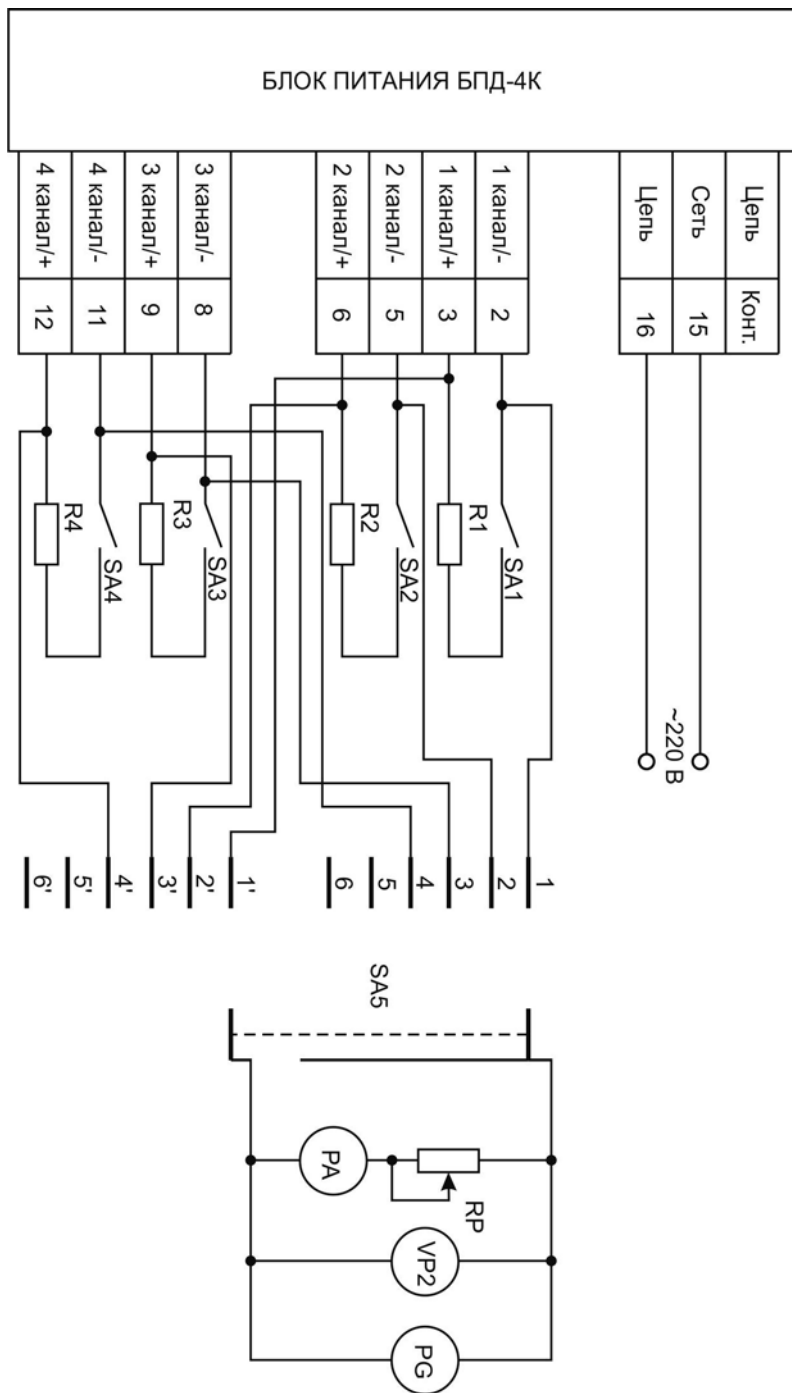 БЛОК ПИТАНИЯ БПД-4К
4 канал/+
4 канал/-
3 канал/+
3 канал/-
2 канал/+
2 канал/-
1 канал/+
1 канал/-
Цепь
Сеть
Цепь
12
11
9
8
6
5
3
2
16
15
Конт.
R4
SA4
R3
SA3
R2
SA2
R1
SA1
~220 В
6'
5'
4'
3'
2'
1'
6
5
4
3
2
1
SA5
PA
RP
VP2
PG